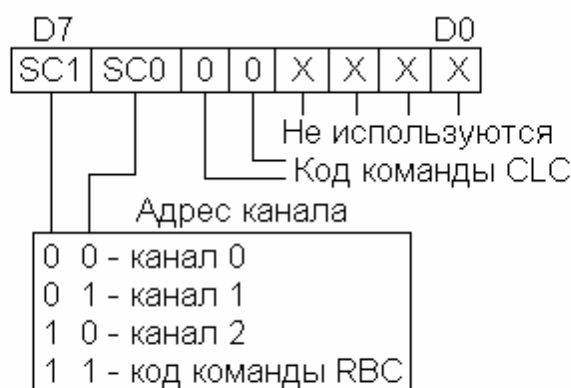 D7 D0
SC1 SC0 0 0 X X X X
Не используются
Код команды CLC
Адрес канала
0 0 - канал 0
0 1 - канал 1
1 0 - канал 2
1 1 - код команды RBC